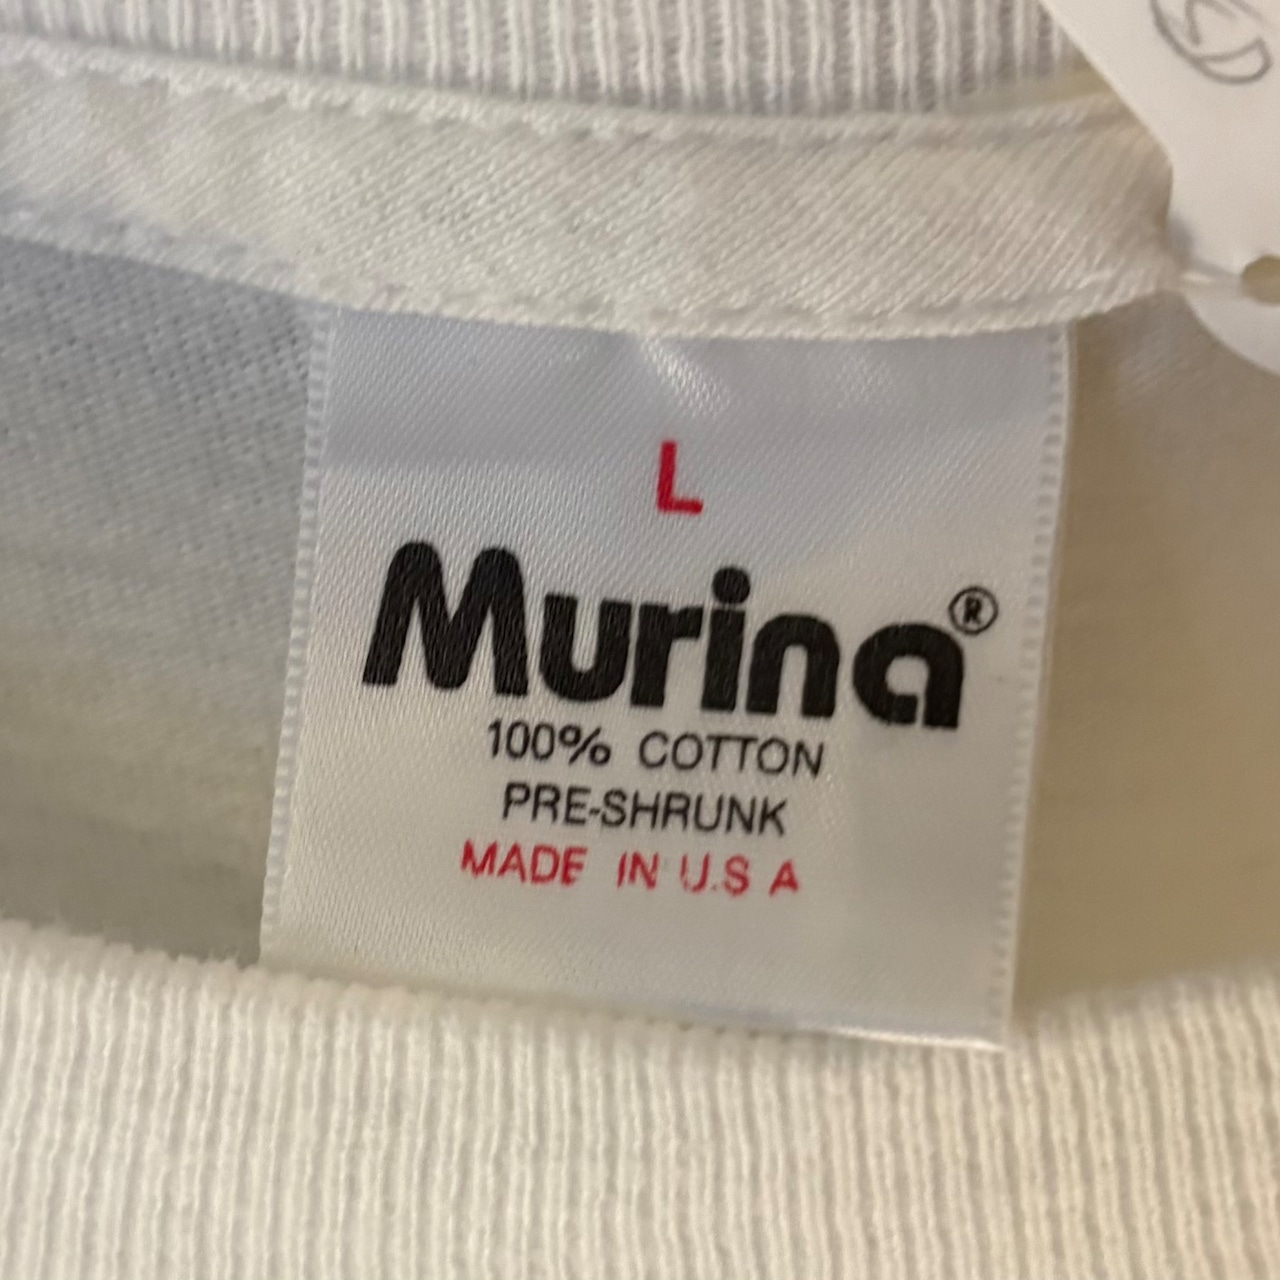 L
Murina®
100% COTTON
PRE-SHRUNK
MADE IN U.S A